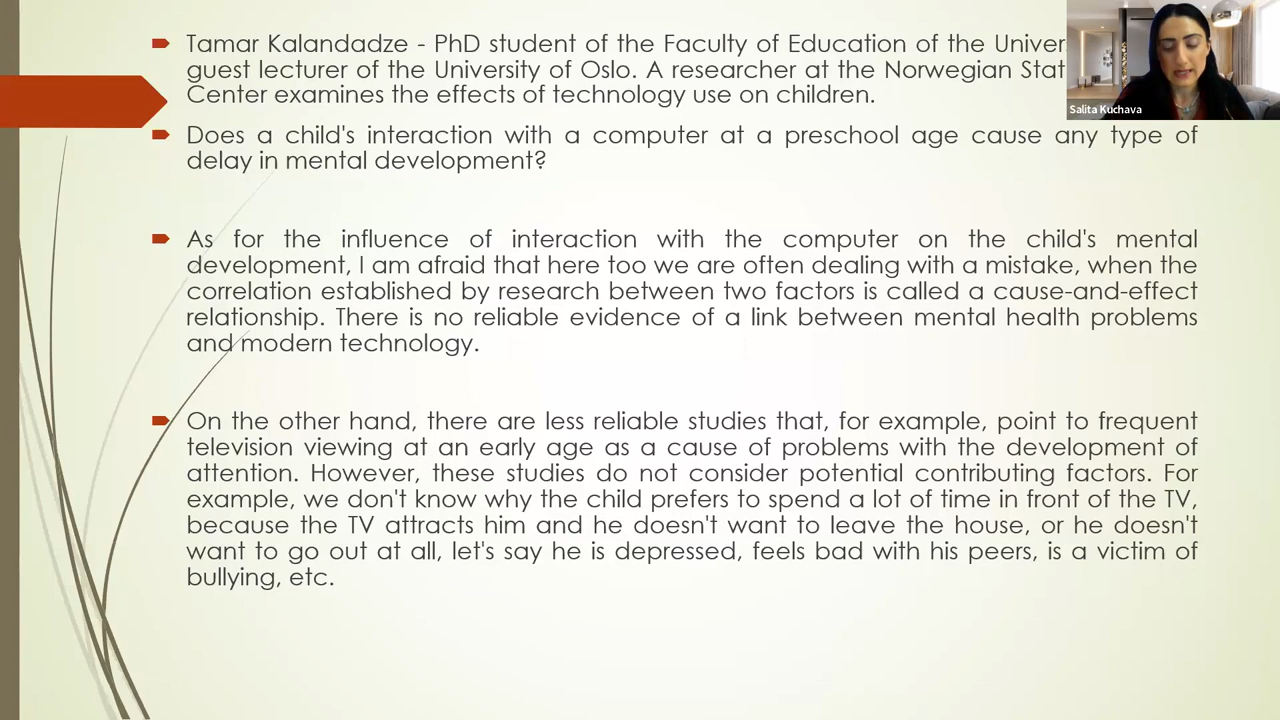 Tamar Kalandadze - PhD student of the Faculty of Education of the
guest lecturer of the University of Oslo. A researcher at the Norwegian
Center examines the effects of technology use on children.
Salita Kuchava
Does a child's interaction with a computer at a preschool age cause any type of
delay in mental development?
As for the influence of interaction with the computer on the child's mental
development, I am afraid that here too we are often dealing with a mistake, when the
correlation established by research between two factors is called a cause-and-effect
relationship. There is no reliable evidence of a link between mental health problems
and modern technology.
On the other hand, there are less reliable studies that, for example, point to frequent
television viewing at an early age as a cause of problems with the development of
attention. However, these studies do not consider potential contributing factors. For
example, we don't know why the child prefers to spend a lot of time in front of the TV,
because the TV attracts him and he doesn't want to leave the house, or he doesn't
want to go out at all, let's say he is depressed, feels bad with his peers, is a victim of
bullying, etc.